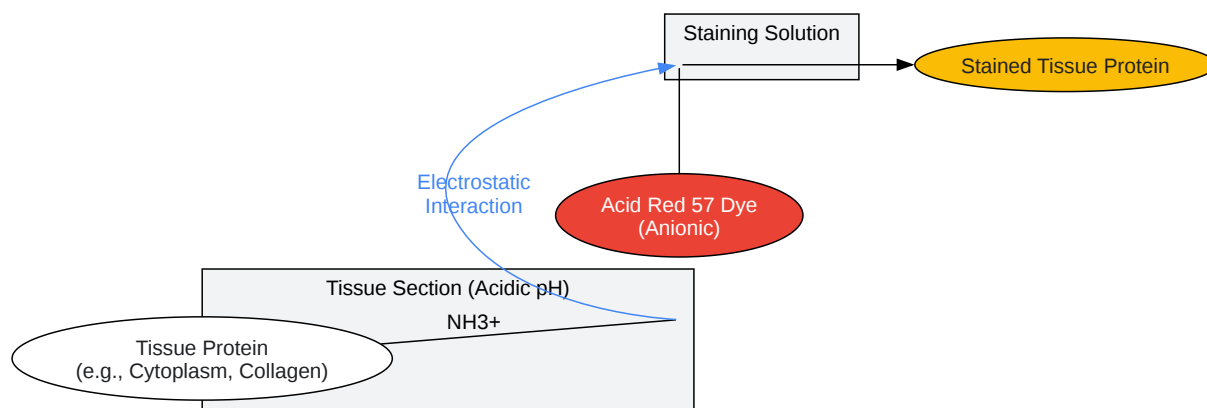 Staining Solution
Stained Tissue Protein
Electrostatic
Interaction
Acid Red 57 Dye
(Anionic)
Tissue Section (Acidic pH)
NH3+
Tissue Protein
(e.g., Cytoplasm, Collagen)